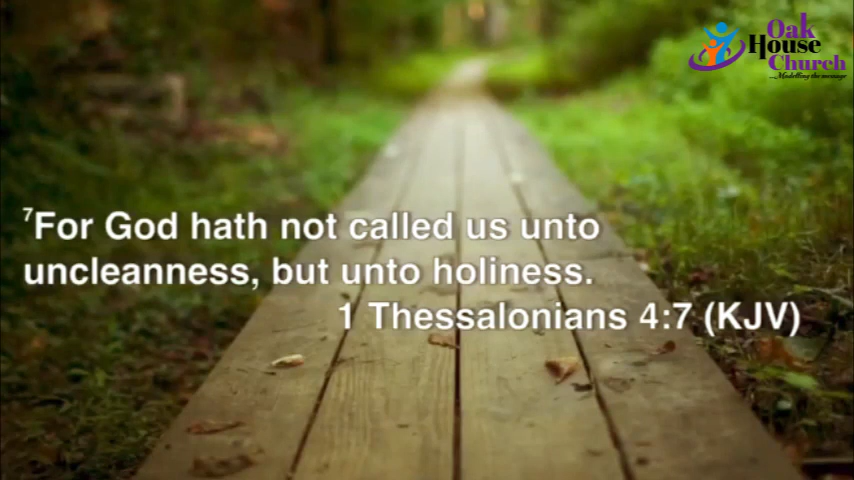 Oak
House
Church
...Modelling the message
⁷For God hath not called us unto
uncleanness, but unto holiness.
1 Thessalonians 4:7 (KJV)